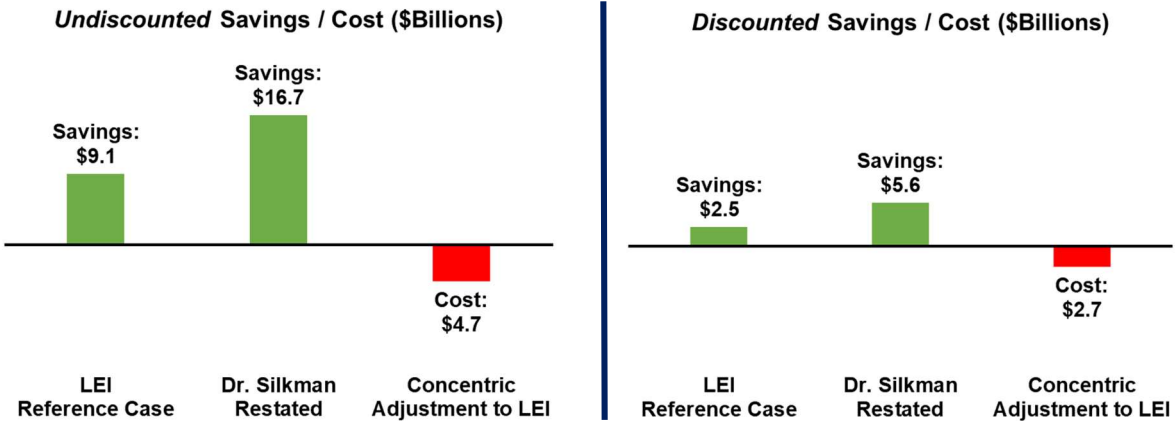 Undiscounted Savings / Cost ($Billions)
Savings:
$9.1
Savings:
$16.7
Cost:
$4.7
LEI
Reference Case
Dr. Silkman
Restated
Concentric
Adjustment to LEI
Discounted Savings / Cost ($Billions)
Savings:
$2.5
Savings:
$5.6
Cost:
$2.7
LEI
Reference Case
Dr. Silkman
Restated
Concentric
Adjustment to LEI